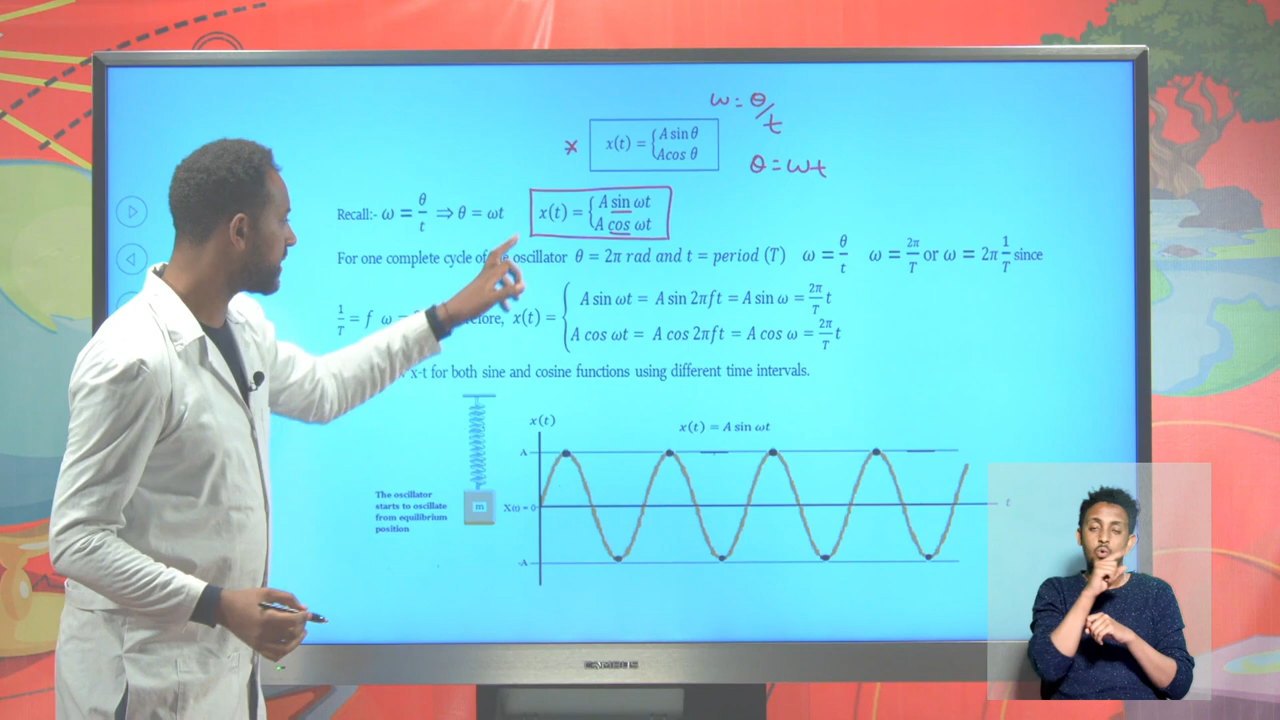 ω = θ/t
× x(t) = { A sin θ
Acos θ
θ = ωt
Recall:- ω = θ/t ⟹ θ = ωt x(t) = { A sin ωt
A cos ωt
For one complete cycle of oscillator θ = 2π rad and t = period (T) ω = θ/t ω = 2π/T or ω = 2π 1/T since
1/T = f ω = x(t) = { A sin ωt = A sin 2πft = A sin ω = 2π/T t
A cos ωt = A cos 2πft = A cos ω = 2π/T t
x-t for both sine and cosine functions using different time intervals.
x(t)
x(t) = A sin ωt
A
The oscillator
starts to oscillate
from equilibrium
position
m
X(t) = 0
t
-A